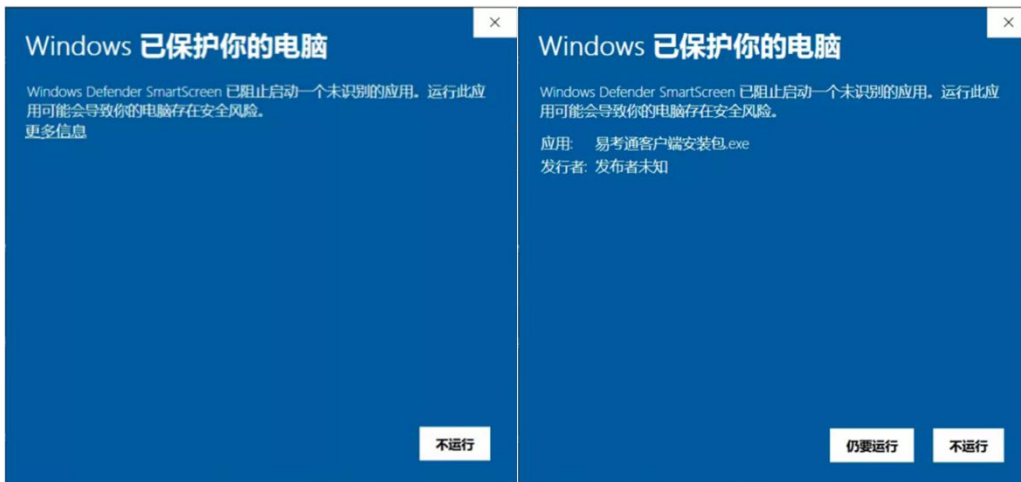 Windows 已保护你的电脑
Windows Defender SmartScreen 已阻止启动一个未识别的应用。运行此应
用可能会导致你的电脑存在安全风险。
更多信息
不运行
Windows 已保护你的电脑
Windows Defender SmartScreen 已阻止启动一个未识别的应用。运行此应
用可能会导致你的电脑存在安全风险。
应用: 易考通客户端安装包.exe
发行者: 发布者未知
仍要运行 不运行